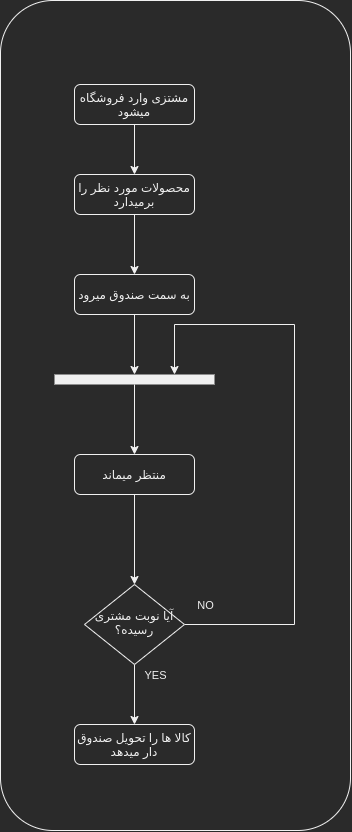 مشتزی وارد فروشگاه
میشود
محصولات مورد نظر را
برمیدارد
به سمت صندوق میرود
منتظر میماند
آیا نوبت مشتری
رسیده؟
NO
YES
کالا ها را تحویل صندوق
دار میدهد